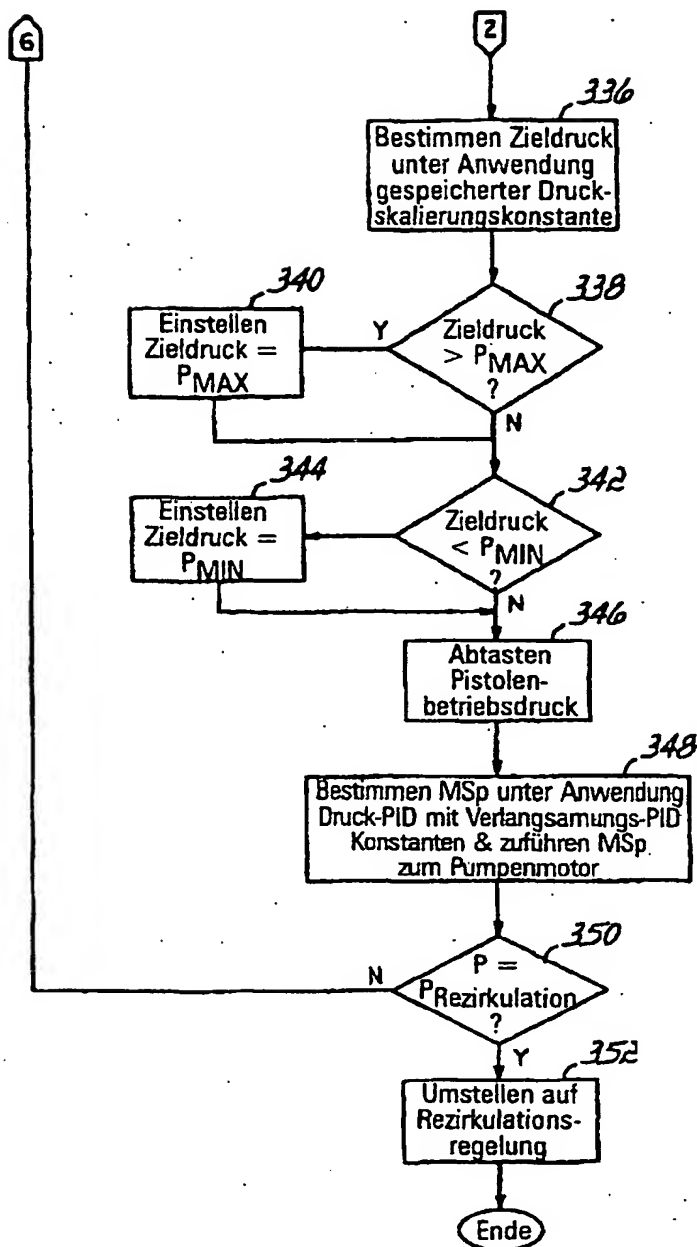 6
2
336
Bestimmen Zieldruck
unter Anwendung
gespeicherter Druck-
skalierungskonstante
340
338
Einstellen
Zieldruck =
PMAX
Y
Zieldruck
> PMAX
?
N
344
342
Einstellen
Zieldruck =
PMIN
Zieldruck
< PMIN
?
N
346
Abtasten
Pistolen-
betriebsdruck
348
Bestimmen MSp unter Anwendung
Druck-PID mit Verlangsamungs-PID
Konstanten & zuführen MSp
zum Pumpenmotor
350
N
P =
PRezirkulation
?
Y
352
Umstellen auf
Rezirkulations-
regelung
Ende